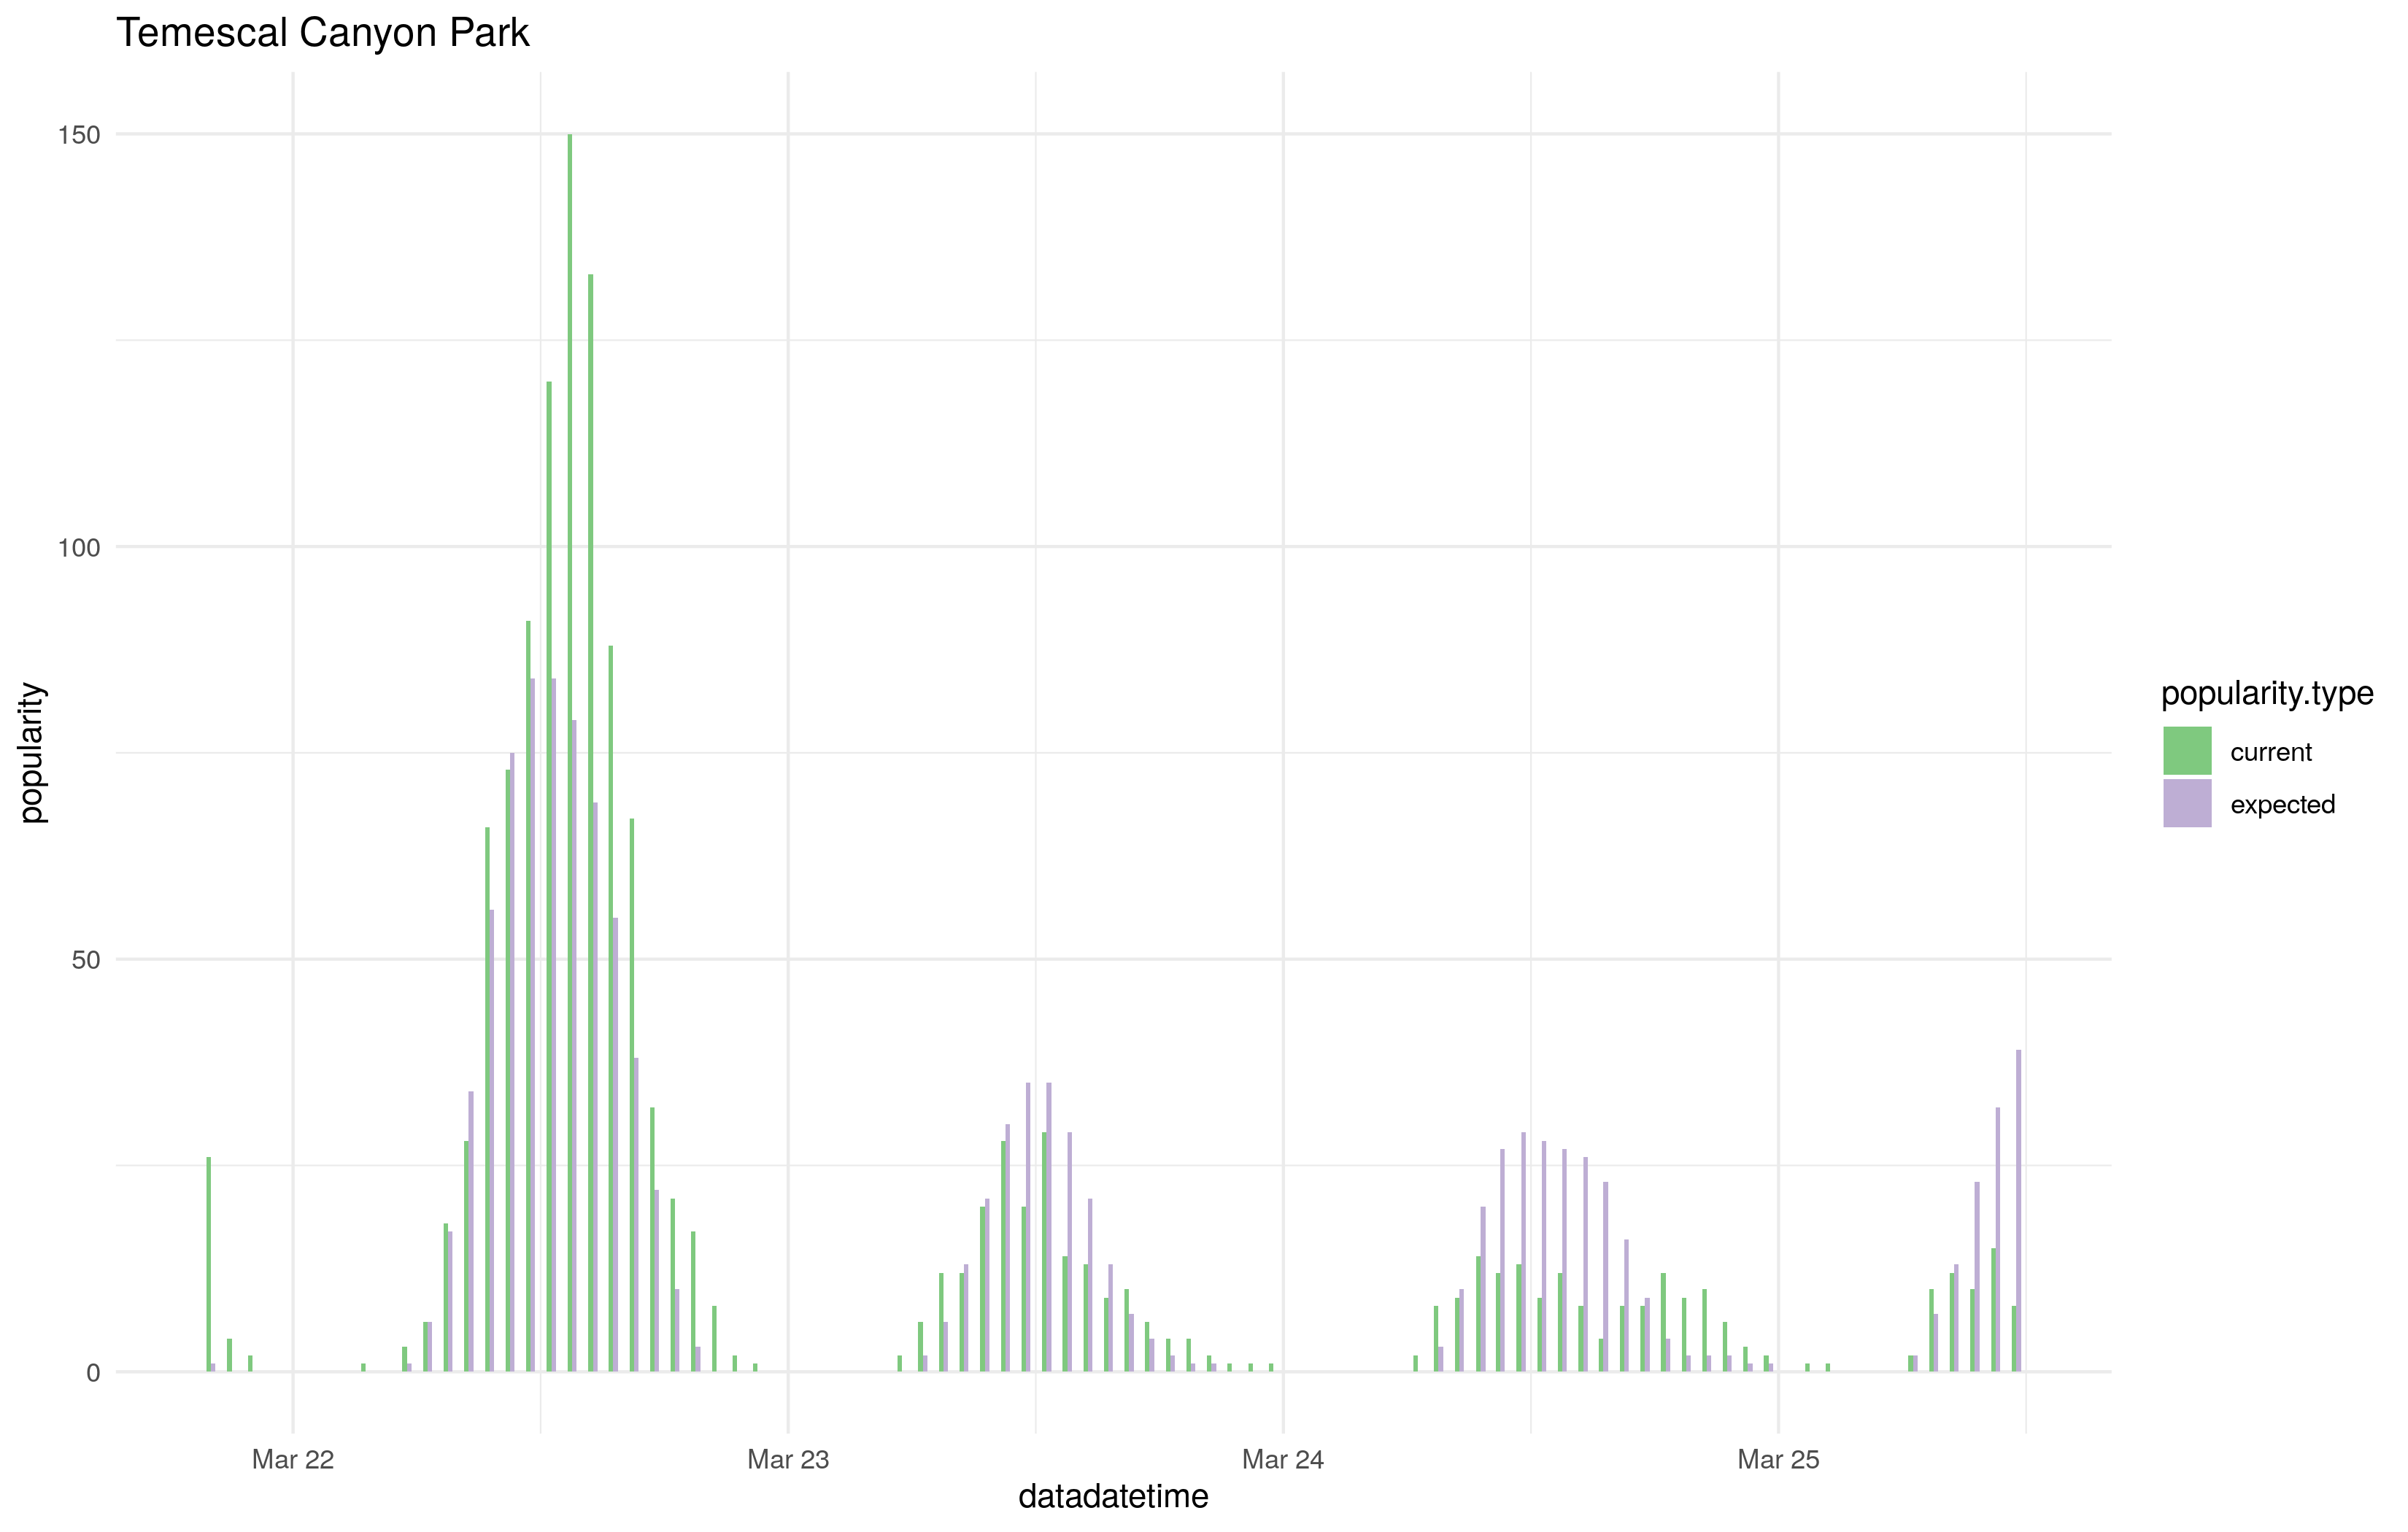 Temescal Canyon Park
150
100
50
0
popularity
Mar 22
Mar 23
Mar 24
Mar 25
datadatetime
popularity.type
current
expected